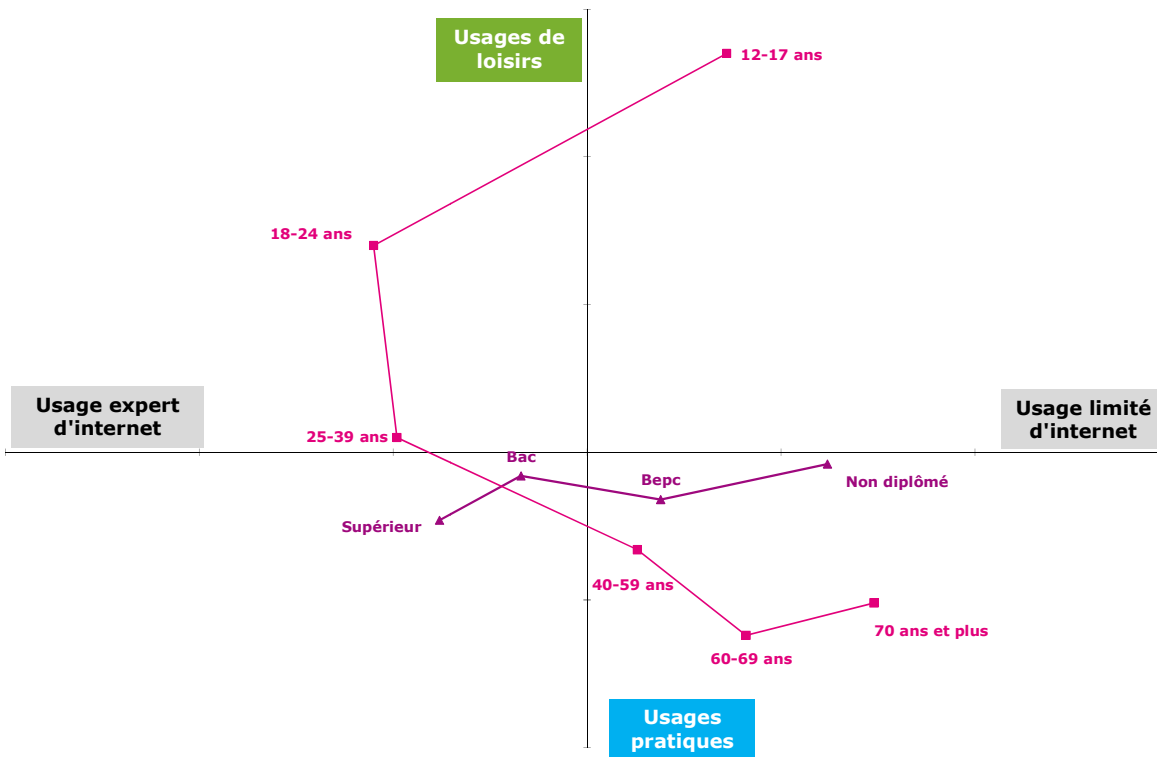 Usages de
loisirs
12-17 ans
18-24 ans
Usage expert
d'internet
Usage limité
d'internet
25-39 ans
Bac
Bepc
Non diplômé
Supérieur
40-59 ans
70 ans et plus
60-69 ans
Usages
pratiques